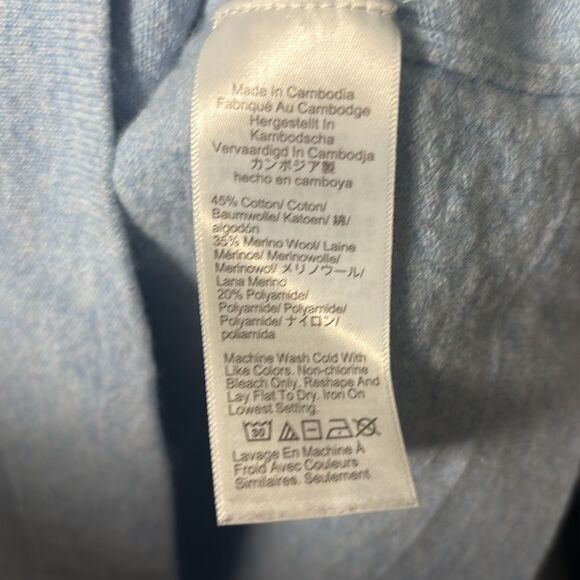 Made In Cambodia
Fabriqué Au Cambodge
Hergestellt In
Kambodscha
Vervaardigd In Cambodja
カンボジア製
hecho en camboya
45% Cotton/ Coton/
Baumwolle/ Katoen/ 綿/
algodón
35% Merino Wool/ Laine
Mérinos/ Merinowolle/
Merinowol/ メリノウール/
Lana Merino
20% Polyamide/
Polyamide/ Polyamide/
Polyamide/ ナイロン/
poliamida
Machine Wash Cold With
Like Colors. Non-chlorine
Bleach Only. Reshape And
Lay Flat To Dry. Iron On
Lowest Setting.
30
Lavage En Machine À
Froid Avec Couleurs
Similaires. Seulement